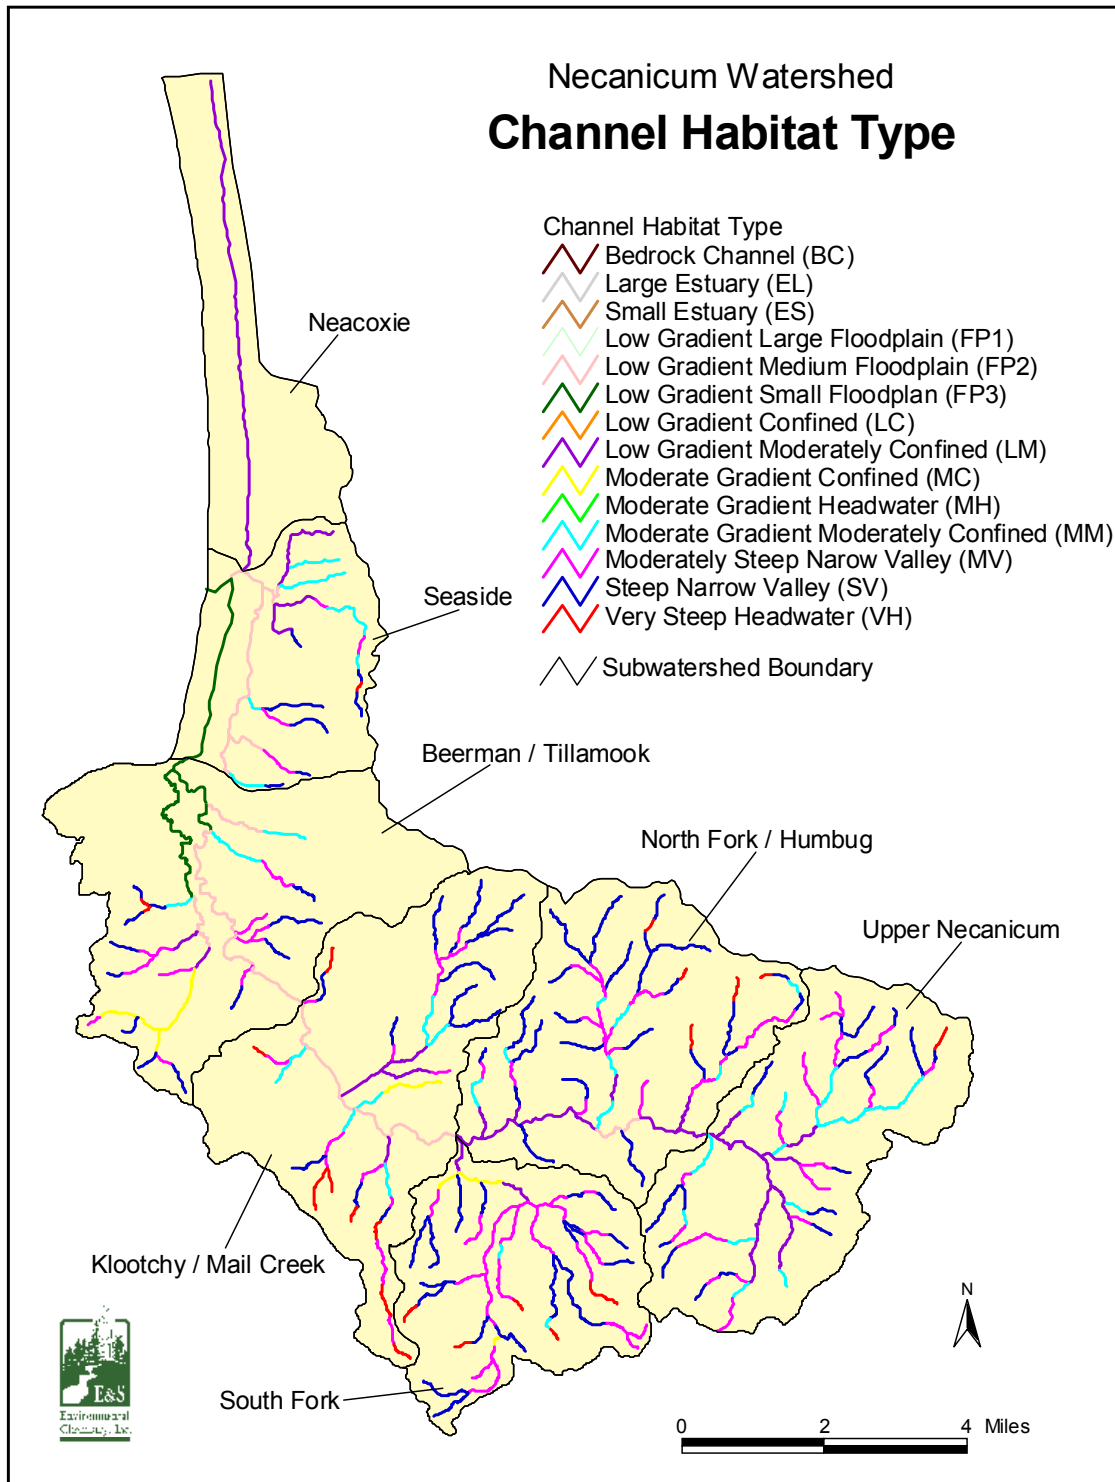 Necanicum Watershed
Channel Habitat Type
Channel Habitat Type
Bedrock Channel (BC)
Large Estuary (EL)
Small Estuary (ES)
Low Gradient Large Floodplain (FP1)
Low Gradient Medium Floodplain (FP2)
Low Gradient Small Floodplan (FP3)
Low Gradient Confined (LC)
Low Gradient Moderately Confined (LM)
Moderate Gradient Confined (MC)
Moderate Gradient Headwater (MH)
Moderate Gradient Moderately Confined (MM)
Moderately Steep Narow Valley (MV)
Steep Narrow Valley (SV)
Very Steep Headwater (VH)
Subwatershed Boundary
Neacoxie
Seaside
Beerman / Tillamook
North Fork / Humbug
Upper Necanicum
Klootchy / Mail Creek
South Fork
N
0 2 4 Miles
E&S
Environmental
Chemistry, Inc.